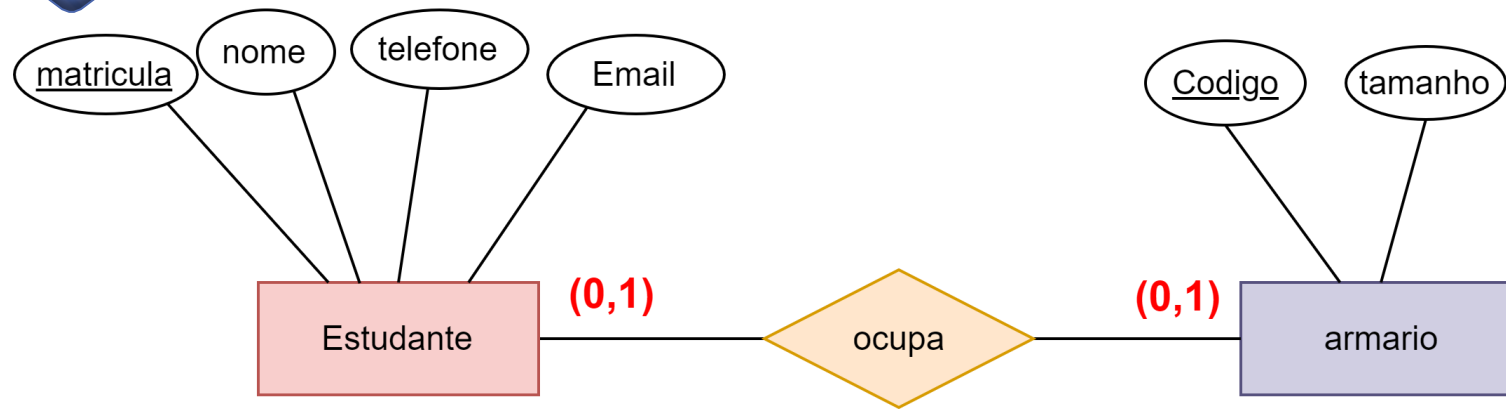 matricula
nome
telefone
Email
Codigo
tamanho
(0,1)
(0,1)
Estudante
ocupa
armario